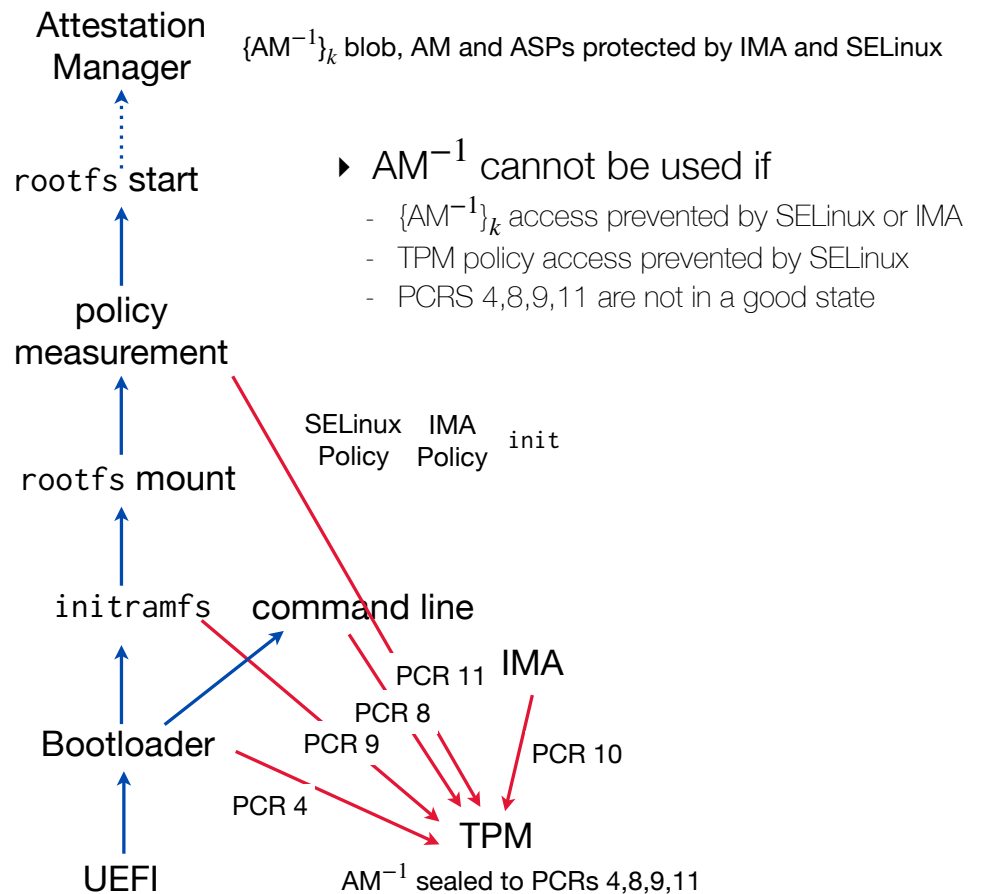 Attestation
Manager
{AM⁻¹}ₖ blob, AM and ASPs protected by IMA and SELinux
rootfs start
‣ AM⁻¹ cannot be used if
- {AM⁻¹}ₖ access prevented by SELinux or IMA
- TPM policy access prevented by SELinux
- PCRS 4,8,9,11 are not in a good state
policy
measurement
SELinux
Policy
IMA
Policy
init
rootfs mount
initramfs
command line
PCR 11
IMA
PCR 8
Bootloader
PCR 9
PCR 10
PCR 4
TPM
UEFI
AM⁻¹ sealed to PCRs 4,8,9,11